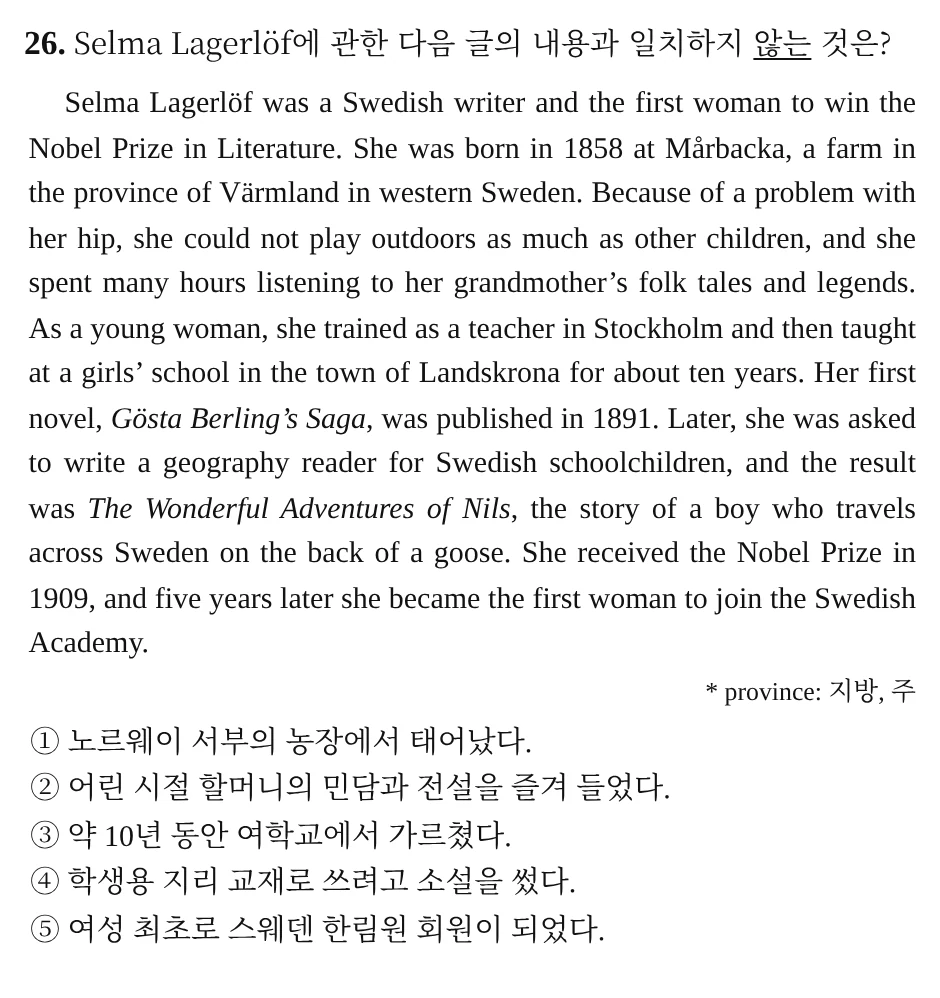 26. Selma Lagerlöf에 관한 다음 글의 내용과 일치하지 않는 것은?
Selma Lagerlöf was a Swedish writer and the first woman to win the
Nobel Prize in Literature. She was born in 1858 at Mårbacka, a farm in
the province of Värmland in western Sweden. Because of a problem with
her hip, she could not play outdoors as much as other children, and she
spent many hours listening to her grandmother’s folk tales and legends.
As a young woman, she trained as a teacher in Stockholm and then taught
at a girls’ school in the town of Landskrona for about ten years. Her first
novel, Gösta Berling’s Saga, was published in 1891. Later, she was asked
to write a geography reader for Swedish schoolchildren, and the result
was The Wonderful Adventures of Nils, the story of a boy who travels
across Sweden on the back of a goose. She received the Nobel Prize in
1909, and five years later she became the first woman to join the Swedish
Academy.
* province: 지방, 주
① 노르웨이 서부의 농장에서 태어났다.
② 어린 시절 할머니의 민담과 전설을 즐겨 들었다.
③ 약 10년 동안 여학교에서 가르쳤다.
④ 학생용 지리 교재로 쓰려고 소설을 썼다.
⑤ 여성 최초로 스웨덴 한림원 회원이 되었다.